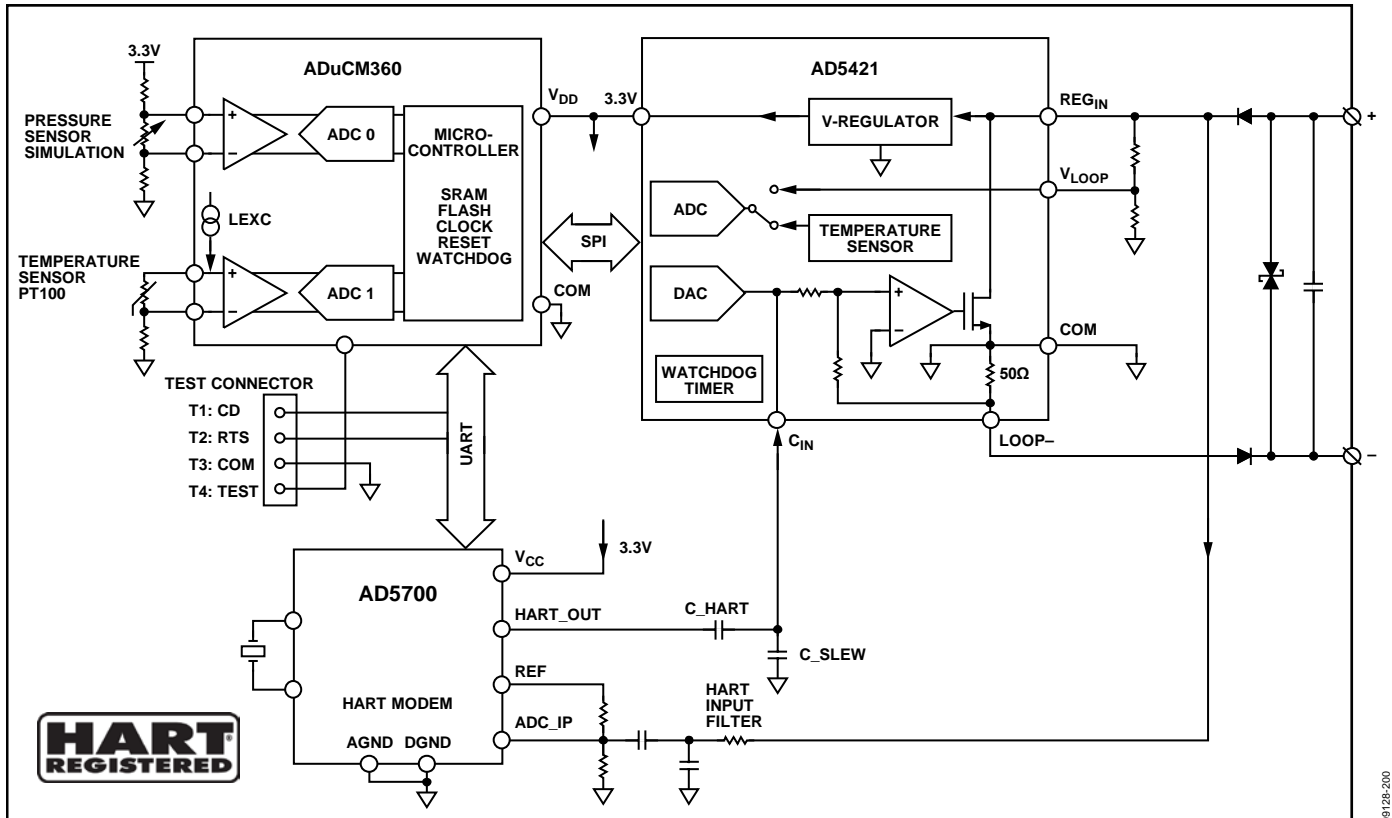 3.3V
ADuCM360
PRESSURE
SENSOR
SIMULATION
+
–
ADC 0
MICRO-
CONTROLLER
SRAM
FLASH
CLOCK
RESET
WATCHDOG
LEXC
TEMPERATURE
SENSOR
PT100
+
–
ADC 1
VDD
COM
SPI
3.3V
AD5421
V-REGULATOR
REGIN
+
VLOOP
ADC
TEMPERATURE
SENSOR
DAC
+
–
COM
50Ω
WATCHDOG
TIMER
CIN
LOOP–
–
TEST CONNECTOR
T1: CD
T2: RTS
T3: COM
T4: TEST
UART
AD5700
VCC
3.3V
HART_OUT
C_HART
C_SLEW
REF
HART MODEM
ADC_IP
HART
INPUT
FILTER
AGND DGND
HART®
REGISTERED
09128-200